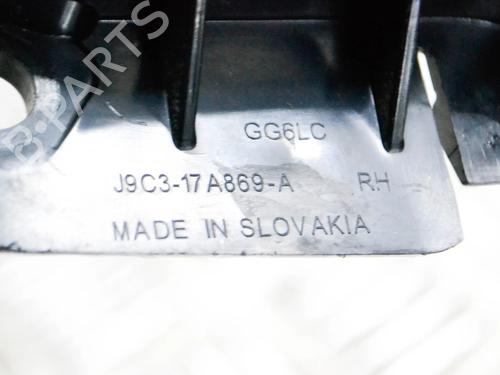 B-PARTS
GG6LC
J9C3-17A869-A RH
MADE IN SLOVAKIA